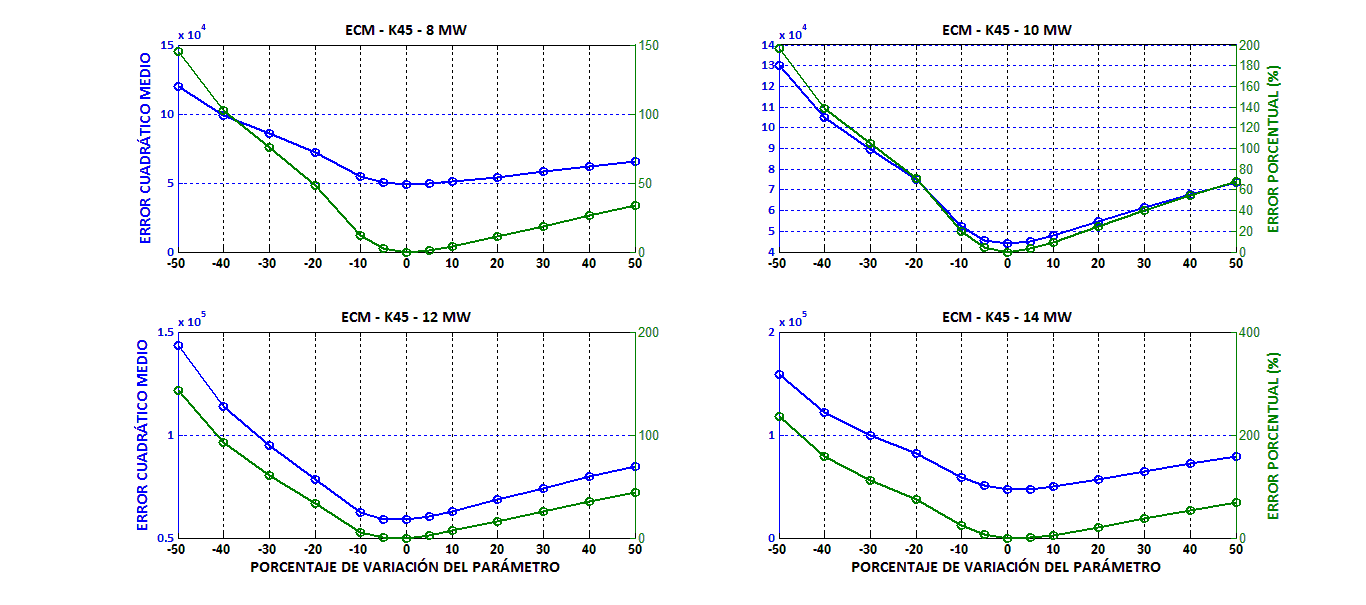 ECM - K45 - 8 MW
x 10^4
15
10
5
0
150
100
50
0
-50 -40 -30 -20 -10 0 10 20 30 40 50
ERROR CUADRÁTICO MEDIO
ECM - K45 - 10 MW
x 10^4
14
13
12
11
10
9
8
7
6
5
4
200
180
160
140
120
100
80
60
40
20
0
-50 -40 -30 -20 -10 0 10 20 30 40 50
ERROR PORCENTUAL (%)
ECM - K45 - 12 MW
x 10^5
1.5
1
0.5
200
100
0
-50 -40 -30 -20 -10 0 10 20 30 40 50
ERROR CUADRÁTICO MEDIO
PORCENTAJE DE VARIACIÓN DEL PARÁMETRO
ECM - K45 - 14 MW
x 10^5
2
1
0
400
200
0
-50 -40 -30 -20 -10 0 10 20 30 40 50
ERROR PORCENTUAL (%)
PORCENTAJE DE VARIACIÓN DEL PARÁMETRO